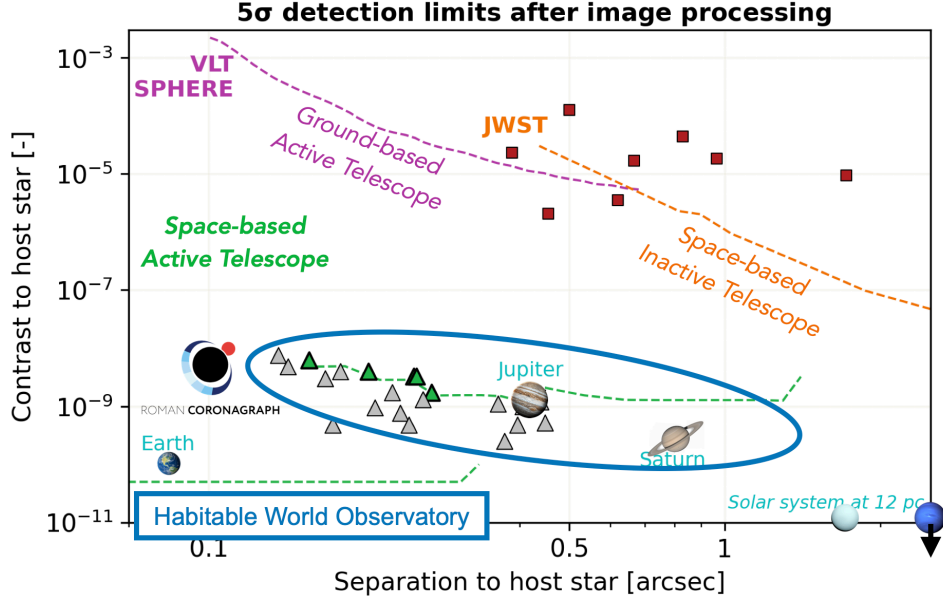 5σ detection limits after image processing
Contrast to host star [-]
10⁻³
10⁻⁵
10⁻⁷
10⁻⁹
10⁻¹¹
VLT
SPHERE
Ground-based
Active Telescope
JWST
Space-based
Inactive Telescope
Space-based
Active Telescope
ROMAN CORONAGRAPH
Jupiter
Earth
Saturn
Solar system at 12 pc
Habitable World Observatory
0.1
0.5
1
Separation to host star [arcsec]